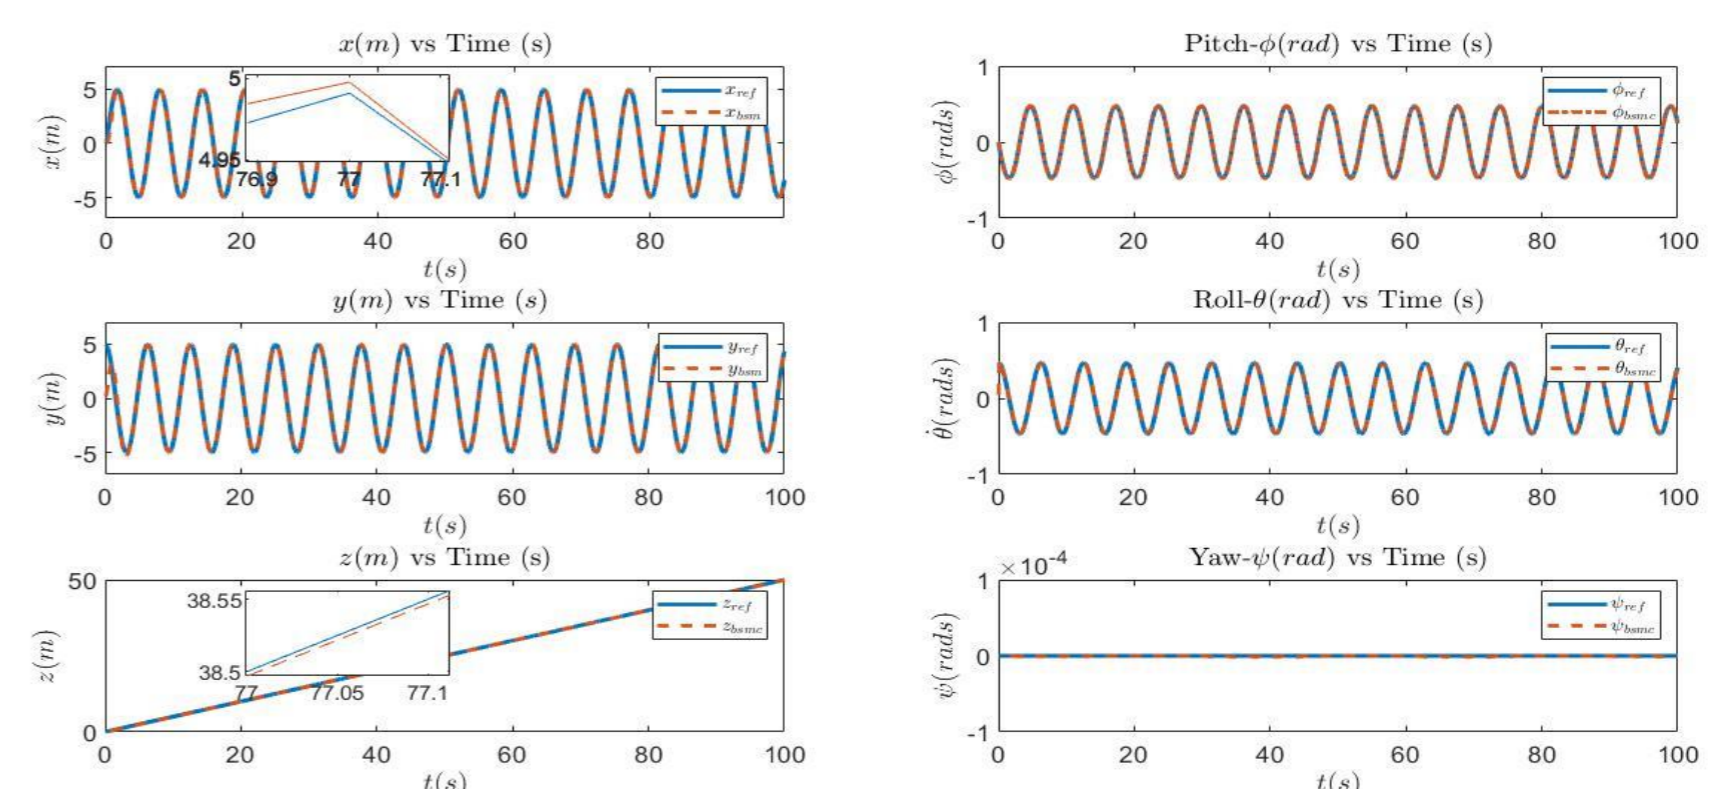 x(m) vs Time (s)
x(m)
5
0
-5
5
4.95
76.9 77 77.1
x_ref
x_bsm
0 20 40 60 80
t(s)
Pitch-ϕ(rad) vs Time (s)
ϕ(rads)
1
0
-1
ϕ_ref
ϕ_bsmc
0 20 40 60 80 100
t(s)
y(m) vs Time (s)
y(m)
5
0
-5
y_ref
y_bsm
0 20 40 60 80 100
t(s)
Roll-θ(rad) vs Time (s)
θ̇(rads)
1
0
-1
θ_ref
θ_bsmc
0 20 40 60 80 100
t(s)
z(m) vs Time (s)
z(m)
50
0
38.55
38.5
77 77.05 77.1
z_ref
z_bsmc
0 20 40 60 80 100
t(s)
Yaw-ψ(rad) vs Time (s)
×10^-4
ψ(rads)
1
0
-1
ψ_ref
ψ_bsmc
0 20 40 60 80 100
t(s)